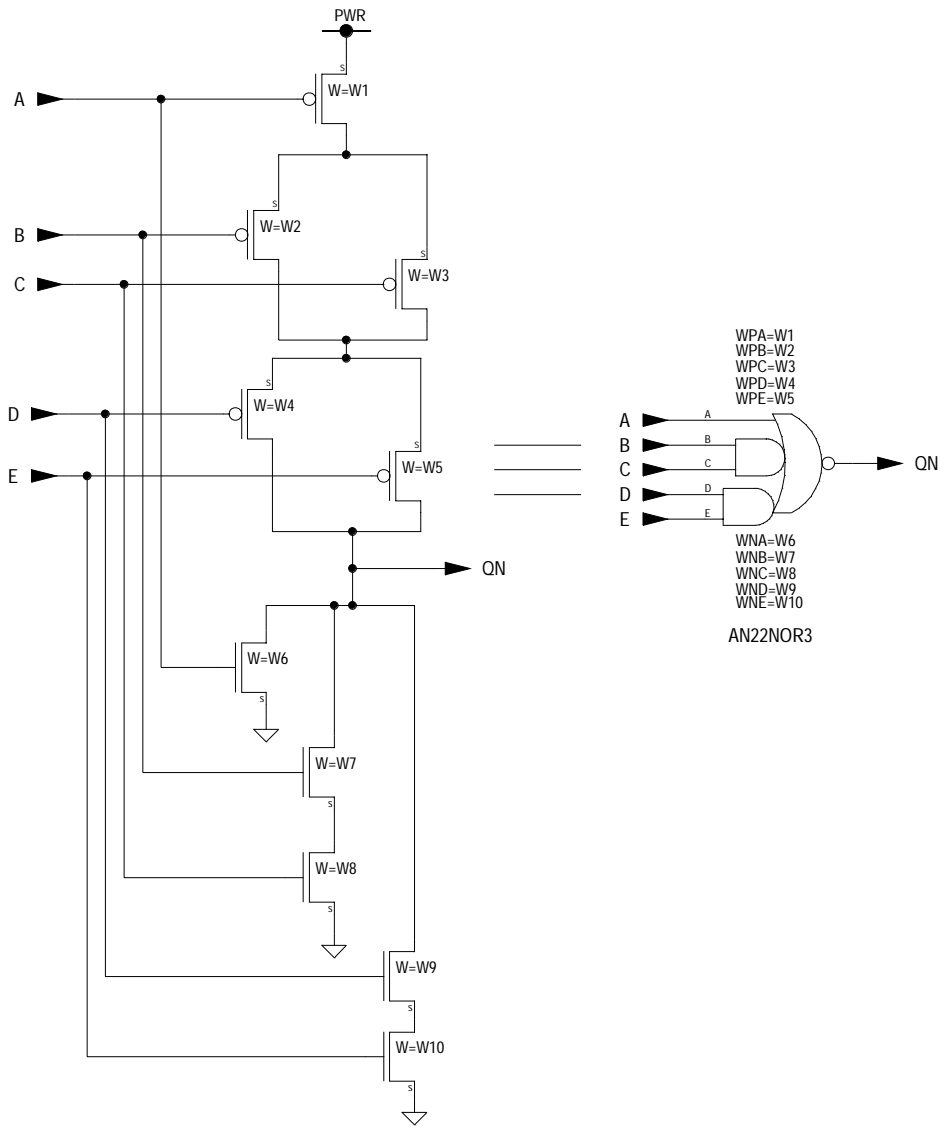 PWR
s
W=W1
A
s
W=W2
B
s
W=W3
C
s
W=W4
D
s
W=W5
E
QN
W=W6
s
W=W7
s
W=W8
s
W=W9
s
W=W10
s
WPA=W1
WPB=W2
WPC=W3
WPD=W4
WPE=W5
A A
B B
C C
D D
E E
QN
WNA=W6
WNB=W7
WNC=W8
WND=W9
WNE=W10
AN22NOR3